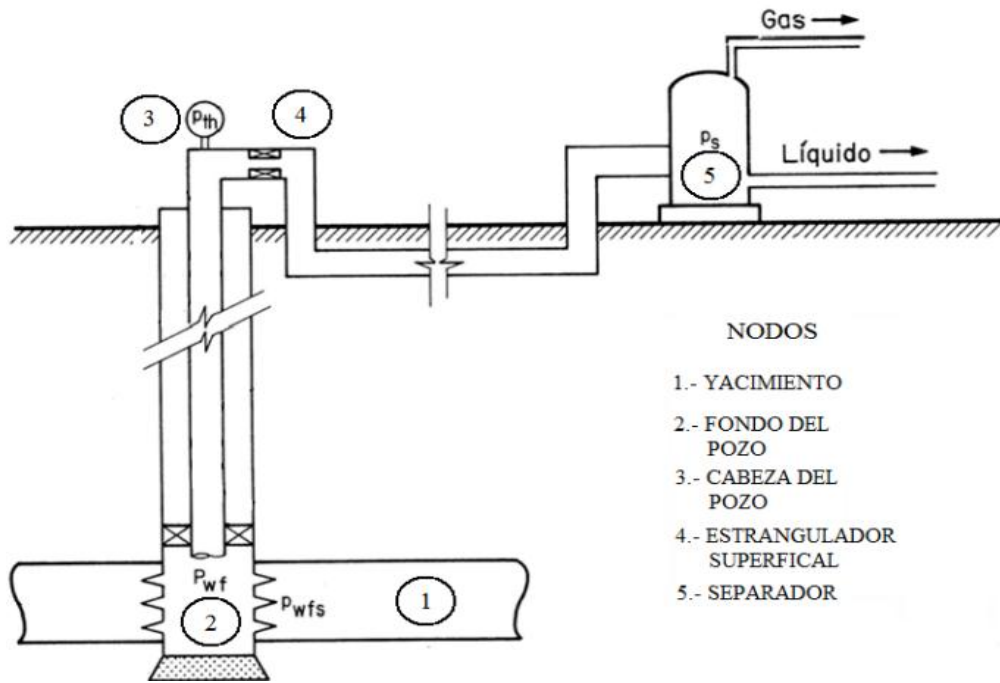 Gas
3
Pth
4
Ps
5
Líquido
NODOS
1.- YACIMIENTO
2.- FONDO DEL
POZO
3.- CABEZA DEL
POZO
4.- ESTRANGULADOR
SUPERFICAL
5.- SEPARADOR
Pwf
Pwfs
1
2